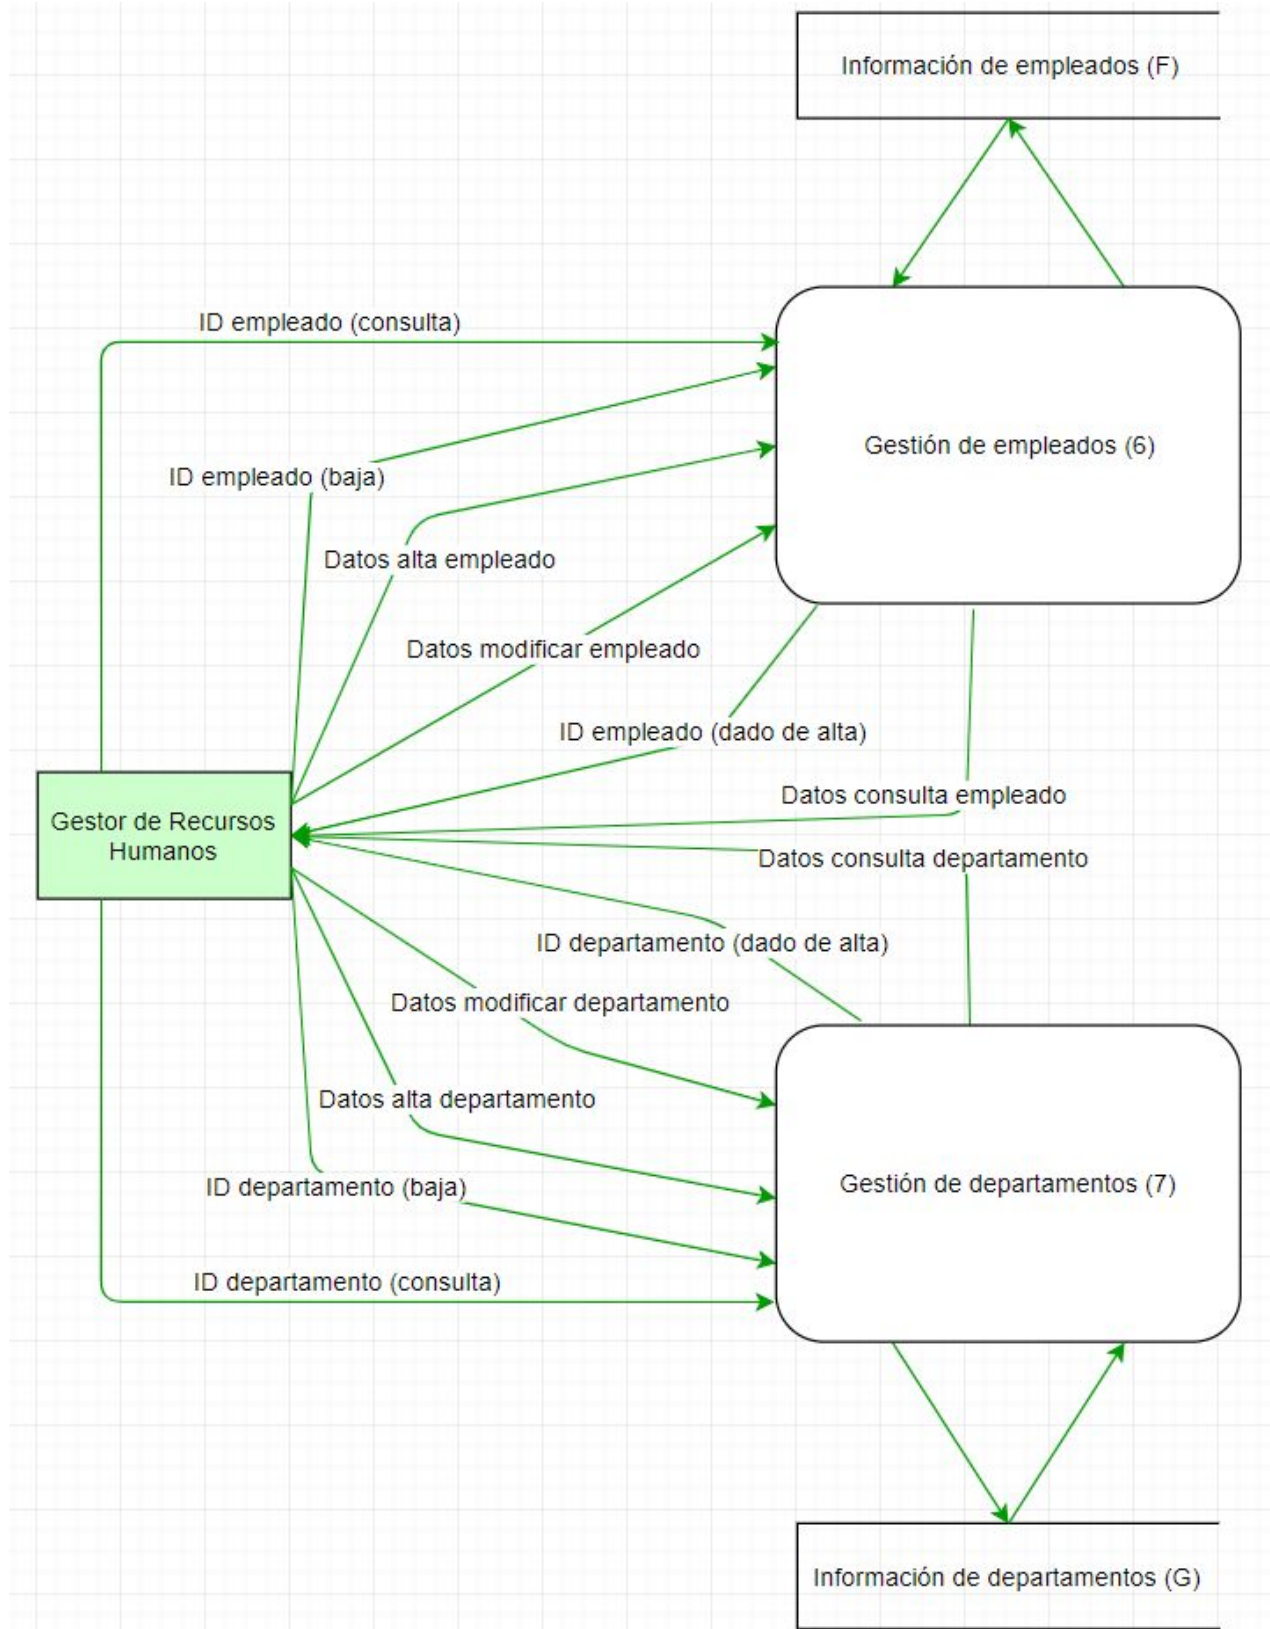 Información de empleados (F)
ID empleado (consulta)
Gestión de empleados (6)
ID empleado (baja)
Datos alta empleado
Datos modificar empleado
ID empleado (dado de alta)
Datos consulta empleado
Gestor de Recursos
Humanos
Datos consulta departamento
ID departamento (dado de alta)
Datos modificar departamento
Datos alta departamento
Gestión de departamentos (7)
ID departamento (baja)
ID departamento (consulta)
Información de departamentos (G)